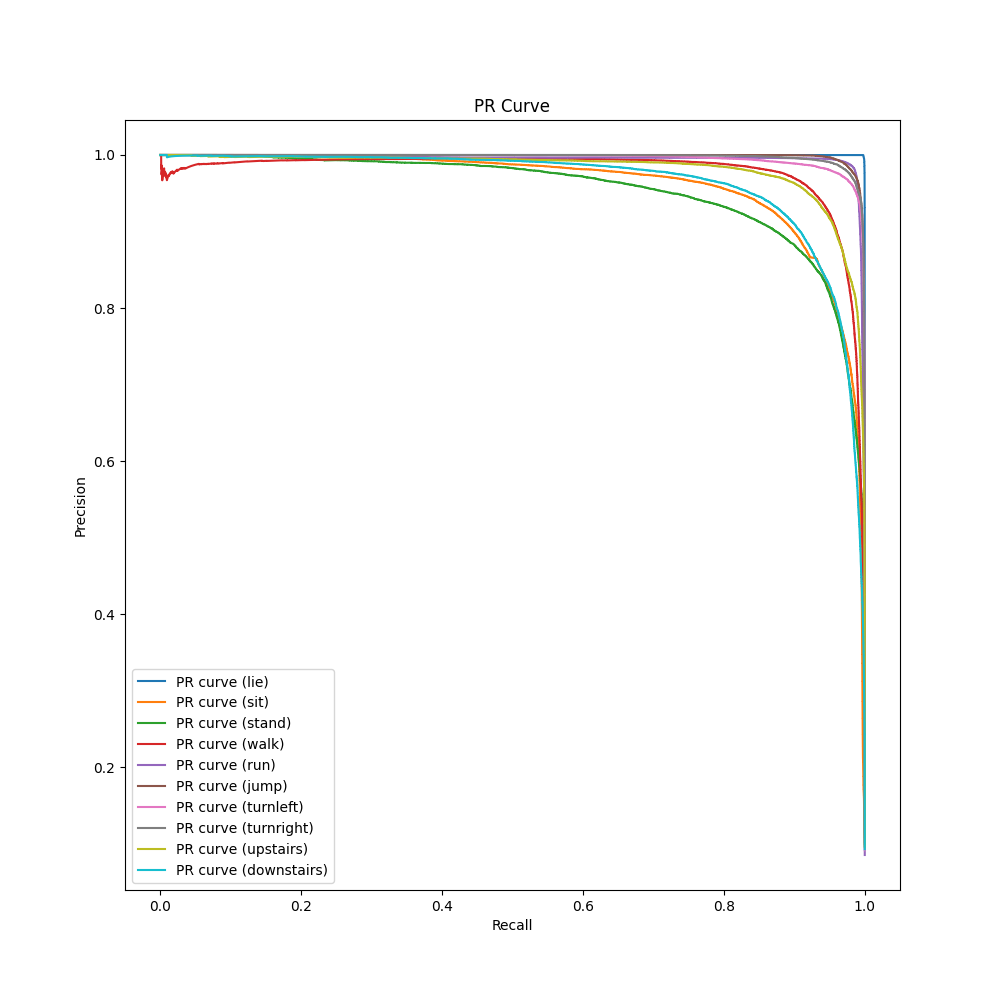 PR Curve
1.0
0.8
0.6
0.4
0.2
Precision
PR curve (lie)
PR curve (sit)
PR curve (stand)
PR curve (walk)
PR curve (run)
PR curve (jump)
PR curve (turnleft)
PR curve (turnright)
PR curve (upstairs)
PR curve (downstairs)
0.0 0.2 0.4 0.6 0.8 1.0
Recall